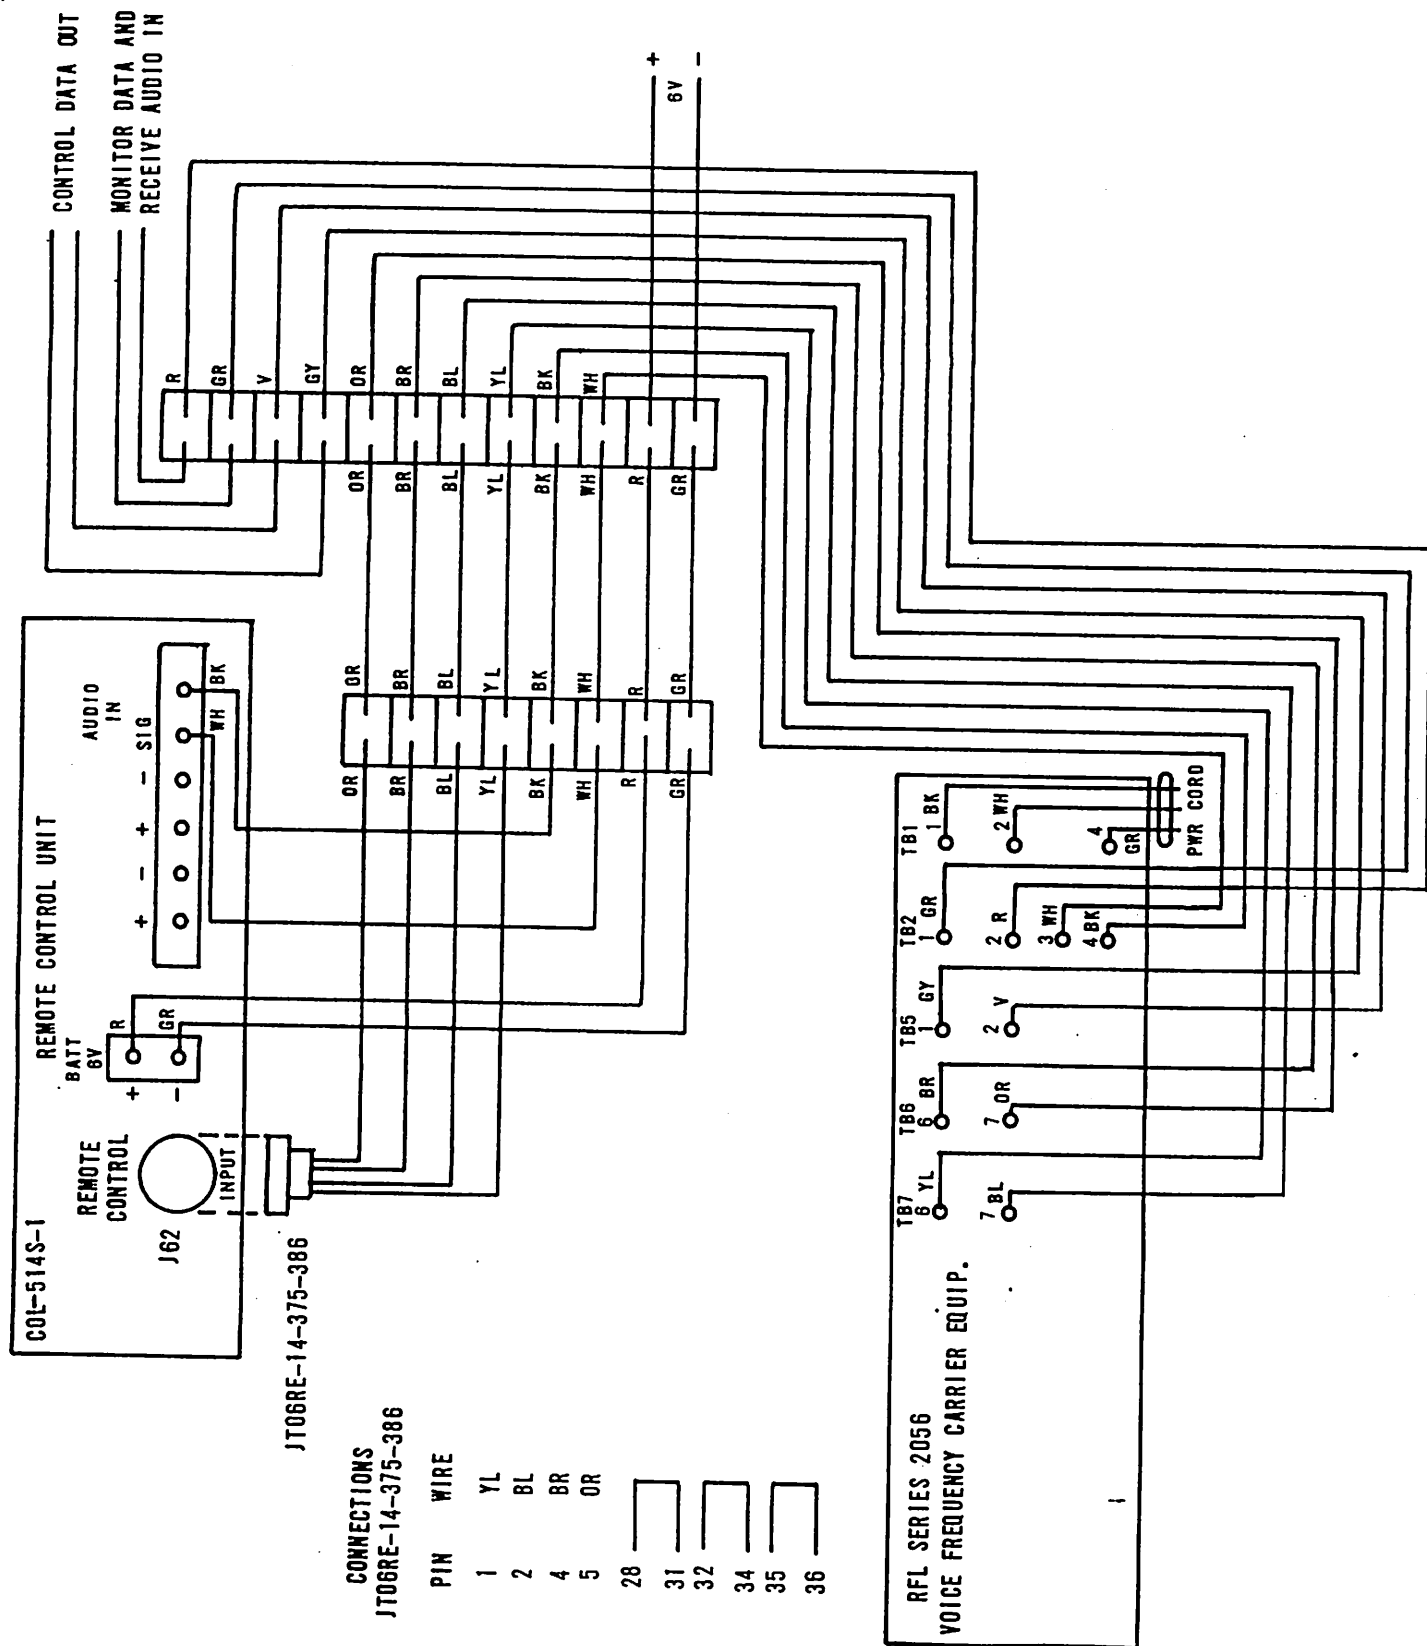 COL-514S-1
REMOTE CONTROL UNIT
REMOTE
CONTROL
J62
INPUT
BATT
6V
+
-
R
GR
AUDIO
IN
+ - + - SIG
WH
BK
JT06RE-14-375-386
CONTROL DATA OUT
MONITOR DATA AND
RECEIVE AUDIO IN
OR
BR
BL
YL
BK
WH
R
GR
OR
BR
BL
YL
BK
WH
R
GR
OR
BR
BL
YL
BK
WH
R
GR
R
GR
V
GY
OR
BR
BL
YL
BK
WH
+
6V
-
CONNECTIONS
JT06RE-14-375-386
PIN WIRE
1 YL
2 BL
4 BR
5 OR
28
31
32
34
35
36
RFL SERIES 2056
VOICE FREQUENCY CARRIER EQUIP.
TB7
6 YL
7 BL
TB6
6 BR
7 OR
TB5
1 GY
2 V
TB2
1 GR
2 R
3 WH
4 BK
TB1
1 BK
2 WH
4
GR
PWR CORD